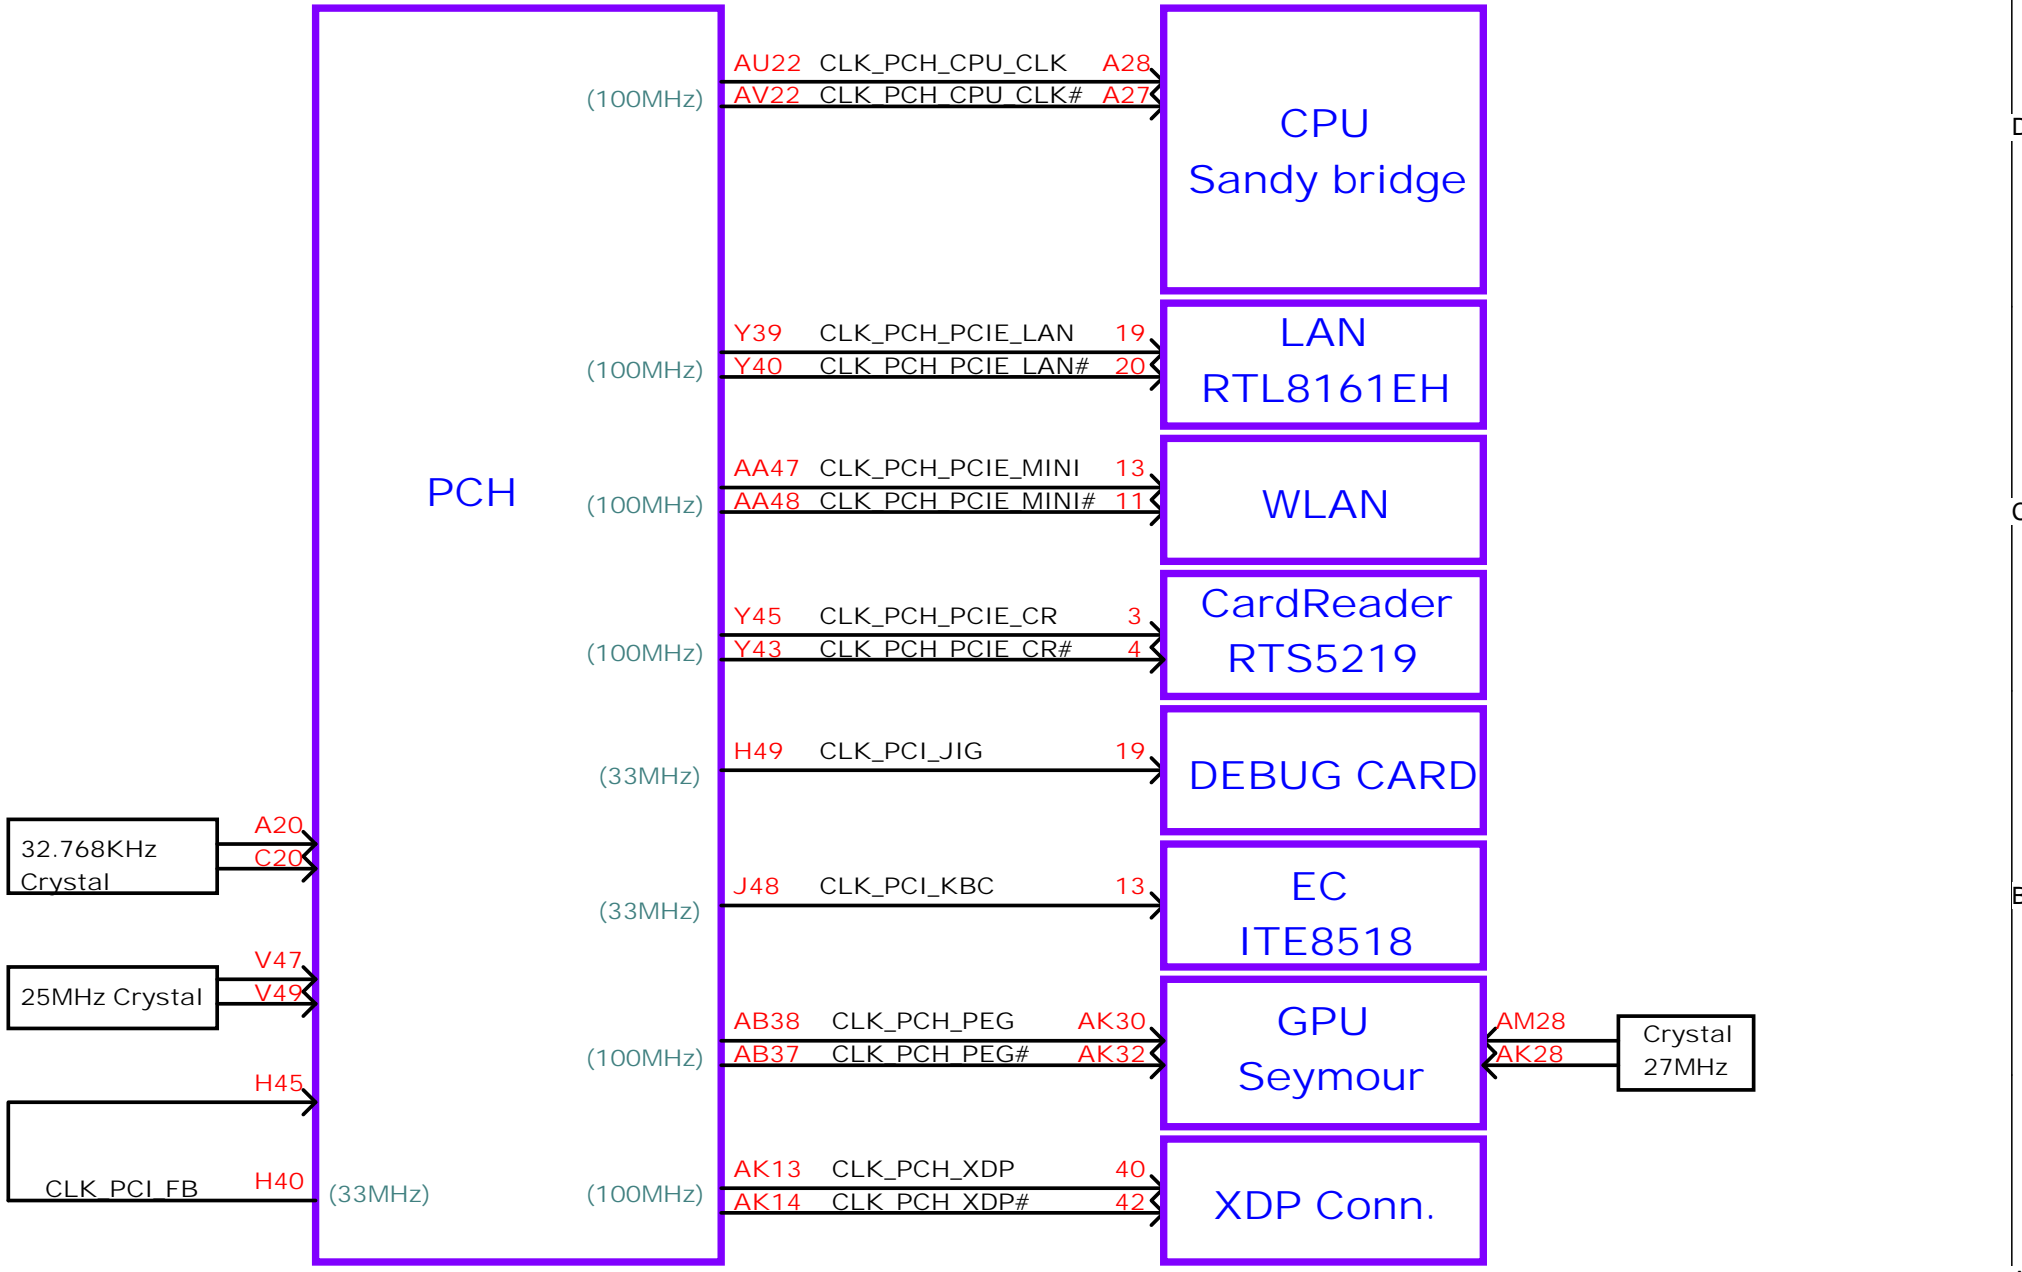 AU22 CLK_PCH_CPU_CLK A28
(100MHz) AV22 CLK_PCH_CPU_CLK# A27
CPU
Sandy bridge
D
Y39 CLK_PCH_PCIE_LAN 19
(100MHz) Y40 CLK_PCH_PCIE_LAN# 20
LAN
RTL8161EH
PCH
AA47 CLK_PCH_PCIE_MINI 13
(100MHz) AA48 CLK_PCH_PCIE_MINI# 11
WLAN
C
Y45 CLK_PCH_PCIE_CR 3
(100MHz) Y43 CLK_PCH_PCIE_CR# 4
CardReader
RTS5219
H49 CLK_PCI_JIG 19
(33MHz)
DEBUG CARD
32.768KHz
Crystal
A20
C20
J48 CLK_PCI_KBC 13
(33MHz)
EC
ITE8518
B
25MHz Crystal
V47
V49
AB38 CLK_PCH_PEG AK30
(100MHz) AB37 CLK_PCH_PEG# AK32
GPU
Seymour
AM28
AK28
Crystal
27MHz
H45
CLK_PCI_FB H40 (33MHz)
AK13 CLK_PCH_XDP 40
(100MHz) AK14 CLK_PCH_XDP# 42
XDP Conn.